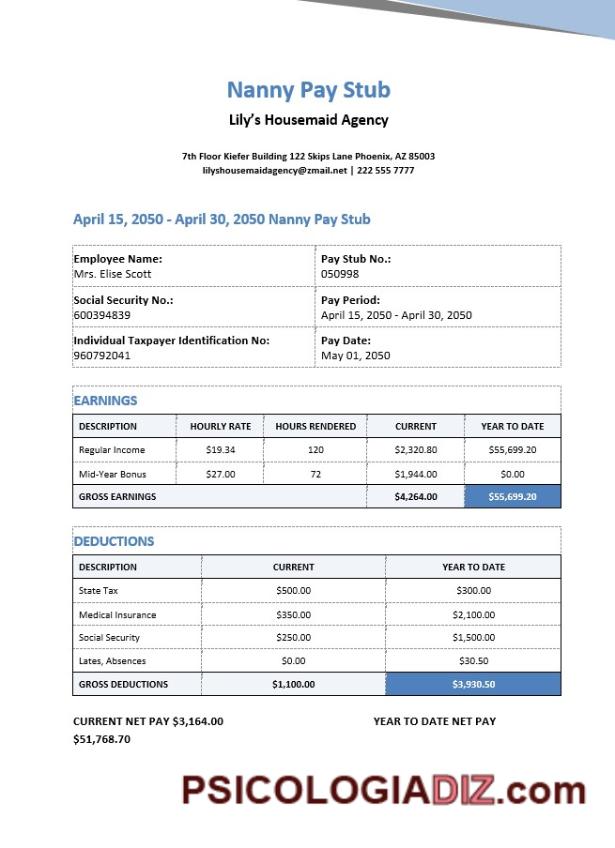 Nanny Pay Stub
Lily's Housemaid Agency
7th Floor Kiefer Building 122 Skips Lane Phoenix, AZ 85003
lilyshousemaidagency@zmail.net | 222 555 7777
April 15, 2050 - April 30, 2050 Nanny Pay Stub
Employee Name: Pay Stub No.:
Mrs. Elise Scott 050998
Social Security No.: Pay Period:
600394839 April 15, 2050 - April 30, 2050
Individual Taxpayer Identification No: Pay Date:
960792041 May 01, 2050
EARNINGS
DESCRIPTION HOURLY RATE HOURS RENDERED CURRENT YEAR TO DATE
Regular Income $19.34 120 $2,320.80 $55,699.20
Mid-Year Bonus $27.00 72 $1,944.00 $0.00
GROSS EARNINGS $4,264.00 $55,699.20
DEDUCTIONS
DESCRIPTION CURRENT YEAR TO DATE
State Tax $500.00 $300.00
Medical Insurance $350.00 $2,100.00
Social Security $250.00 $1,500.00
Lates, Absences $0.00 $30.50
GROSS DEDUCTIONS $1,100.00 $3,930.50
CURRENT NET PAY $3,164.00 YEAR TO DATE NET PAY
$51,768.70
PSICOLOGIADIZ.com